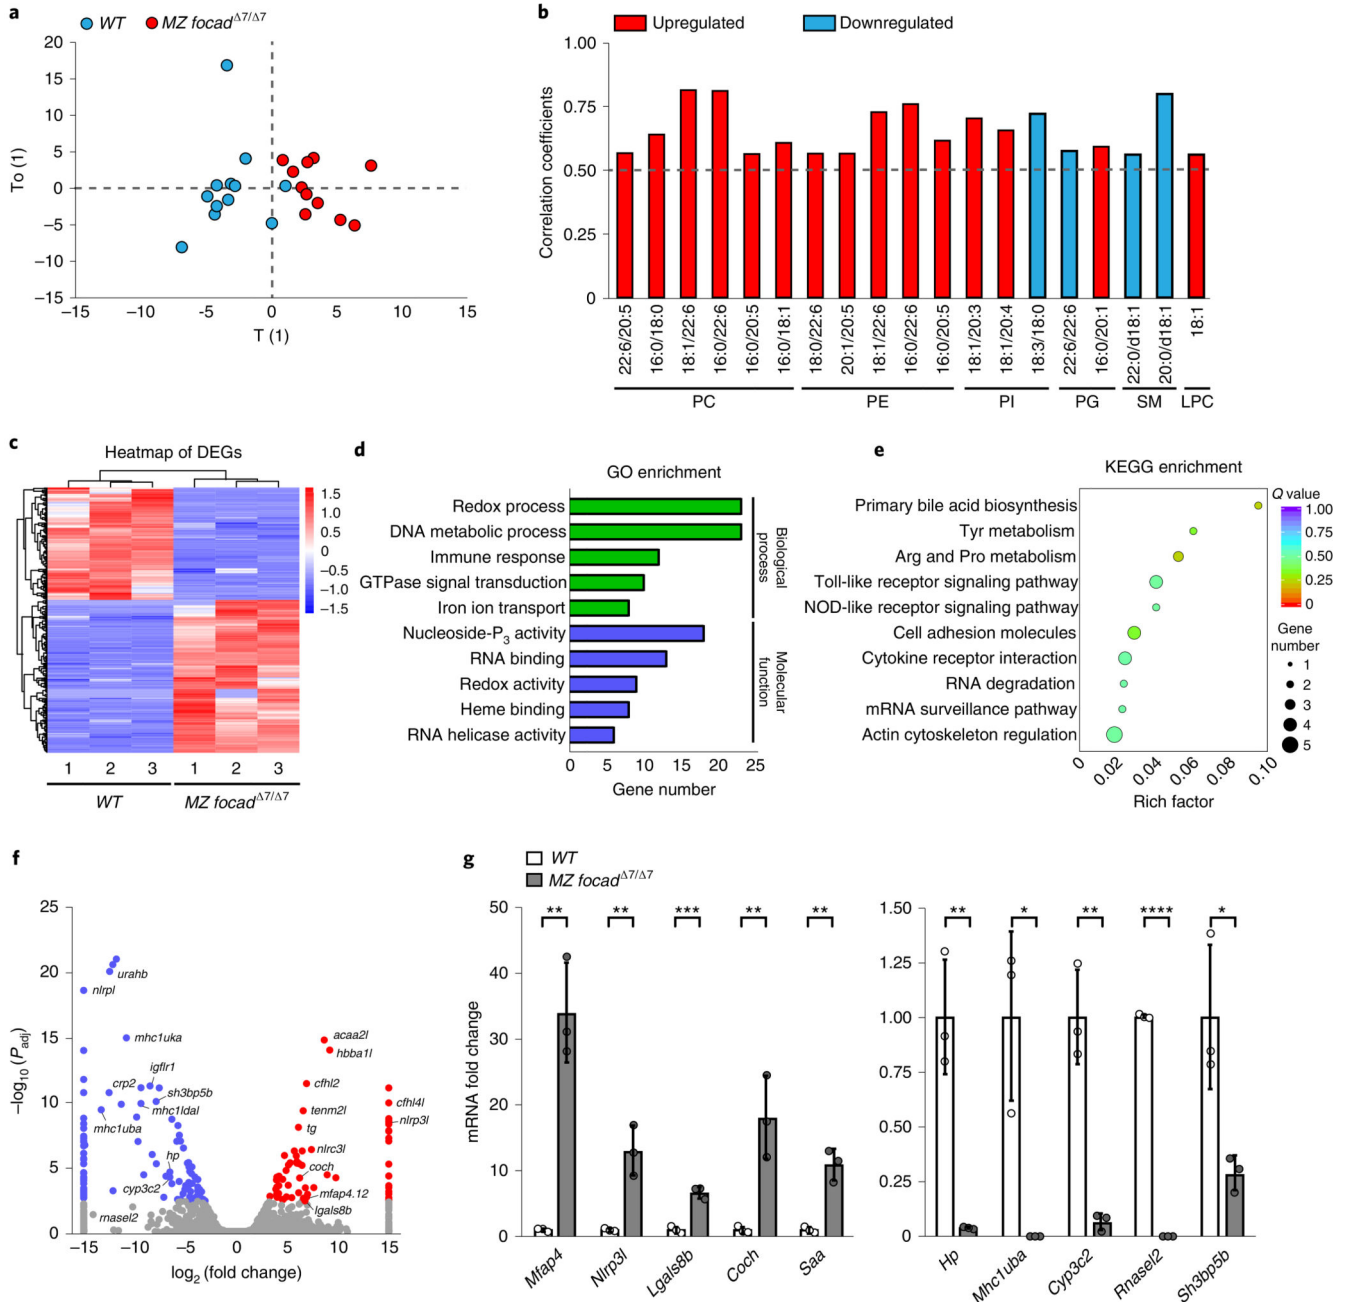 a
WT MZ focad Δ7/Δ7
To (1)
20
15
10
5
0
−5
−10
−15
−15 −10 −5 0 5 10 15
T (1)
b
Upregulated Downregulated
Correlation coefficients
1.00
0.75
0.50
0.25
0
22:6/20:5 16:0/18:0 18:1/22:6 16:0/22:6 16:0/20:5 16:0/18:1 18:0/22:6 20:1/20:5 18:1/22:6 16:0/22:6 16:0/20:5 18:1/20:3 18:1/20:4 18:3/18:0 22:6/22:6 16:0/20:1 22:0/d18:1 20:0/d18:1 18:1
PC PE PI PG SM LPC
c
Heatmap of DEGs
1.5
1.0
0.5
0
−0.5
−1.0
−1.5
1 2 3 1 2 3
WT MZ focad Δ7/Δ7
d
GO enrichment
Redox process
DNA metabolic process
Immune response
GTPase signal transduction
Iron ion transport
Nucleoside-P3 activity
RNA binding
Redox activity
Heme binding
RNA helicase activity
Biological process
Molecular function
0 5 10 15 20 25
Gene number
e
KEGG enrichment
Primary bile acid biosynthesis
Tyr metabolism
Arg and Pro metabolism
Toll-like receptor signaling pathway
NOD-like receptor signaling pathway
Cell adhesion molecules
Cytokine receptor interaction
RNA degradation
mRNA surveillance pathway
Actin cytoskeleton regulation
0 0.02 0.04 0.06 0.08 0.10
Rich factor
Q value
1.00
0.75
0.50
0.25
0
Gene
number
1
2
3
4
5
f
−log10 (Padj)
25
20
15
10
5
0
urahb
nlrpl
mhc1uka
igflr1
crp2
sh3bp5b
mhc1ldal
mhc1uba
hp
cyp3c2
rnasel2
acaa2l
hbba1l
cfhl2
cfhl4l
tenm2l
nlrp3l
tg
nlrc3l
coch
mfap4.12
lgals8b
−15 −10 −5 0 5 10 15
log2 (fold change)
g
WT
MZ focad Δ7/Δ7
mRNA fold change
50
40
30
20
10
0
** ** *** ** **
Mfap4 Nlrp3l Lgals8b Coch Saa
1.50
1.25
1.00
0.75
0.50
0.25
0
** * ** **** *
Hp Mhc1uba Cyp3c2 Rnasel2 Sh3bp5b